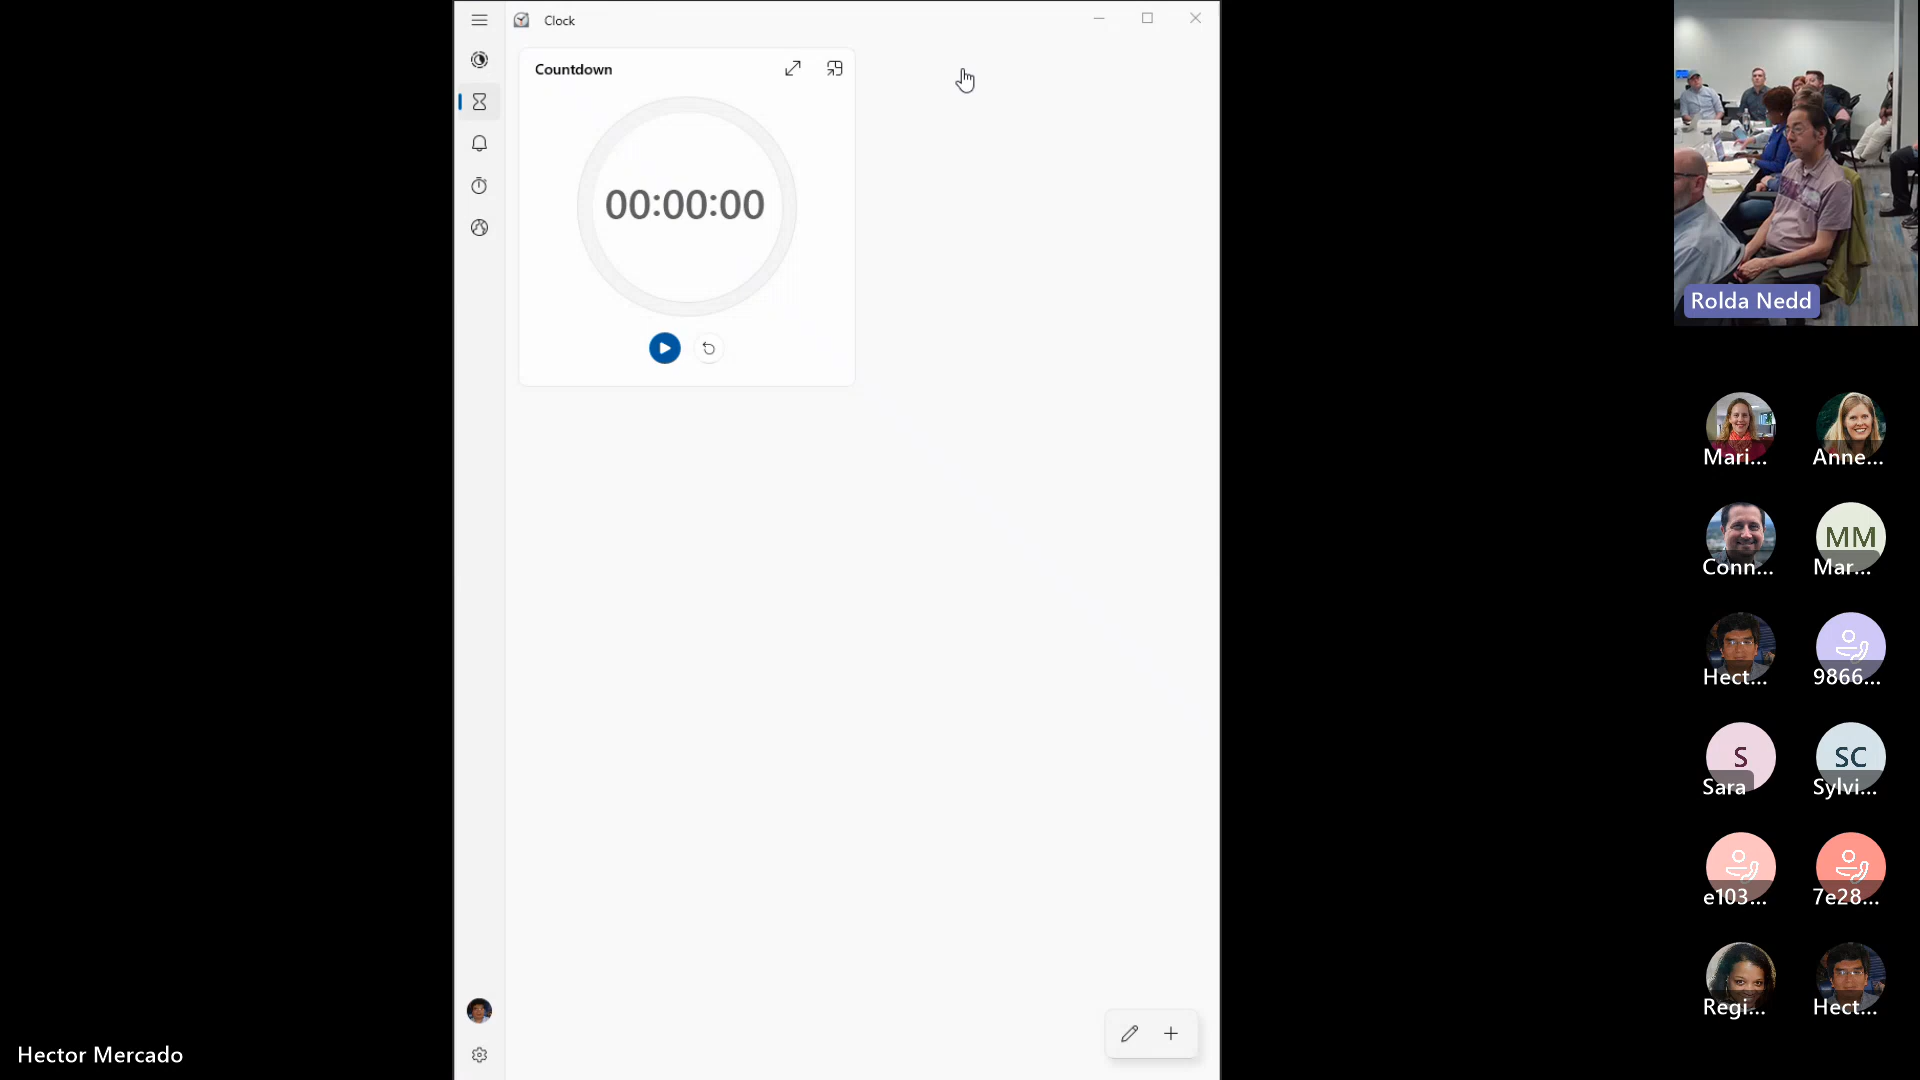 Clock
Countdown
00:00:00
Rolda Nedd
Mari...
Anne...
Conn...
MM
Mar...
Hect...
9866...
S
Sara
SC
Sylvi...
e103...
7e28...
Regi...
Hect...
Hector Mercado